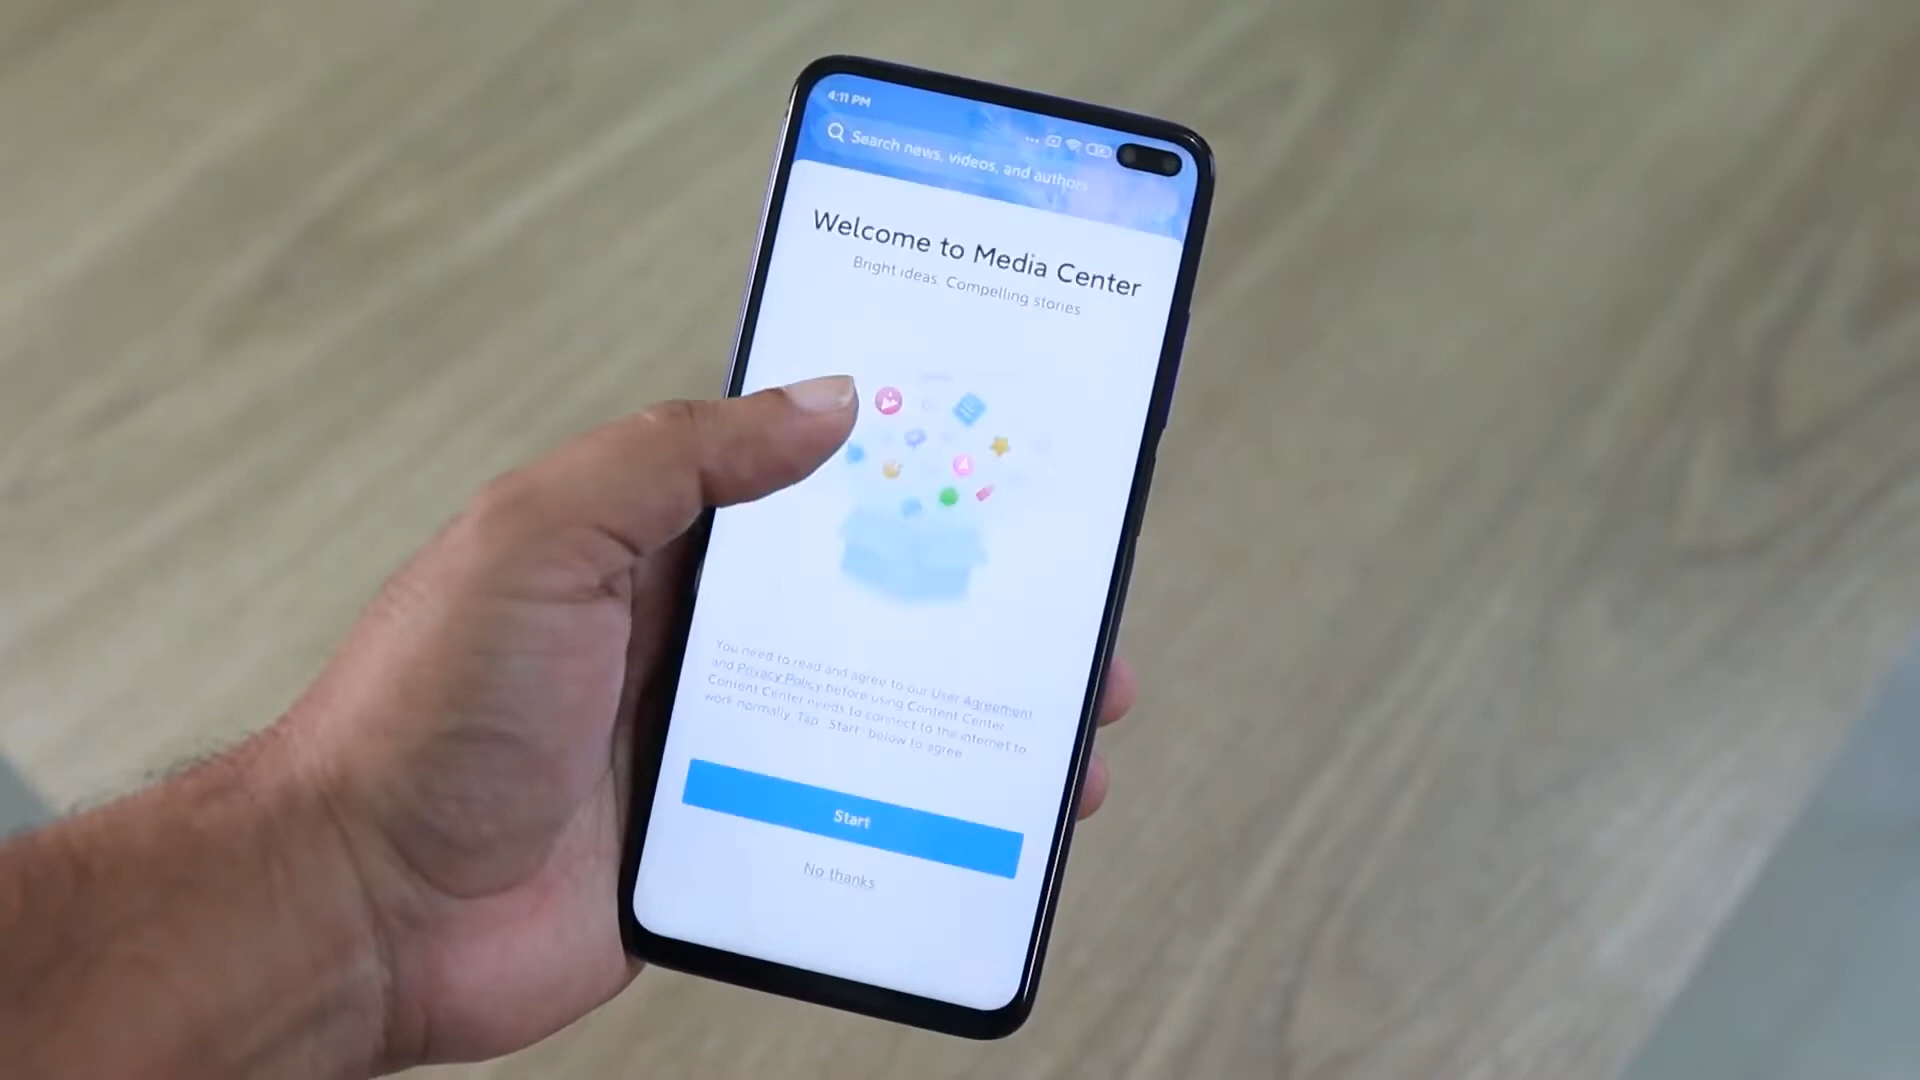 4:11 PM
Search news, videos, and authors
Welcome to Media Center
Bright ideas. Compelling stories
You need to read and agree to our User Agreement
and Privacy Policy before using Content Center
Content Center needs to connect to the internet to
work normally. Tap "Start" below to agree
Start
No thanks